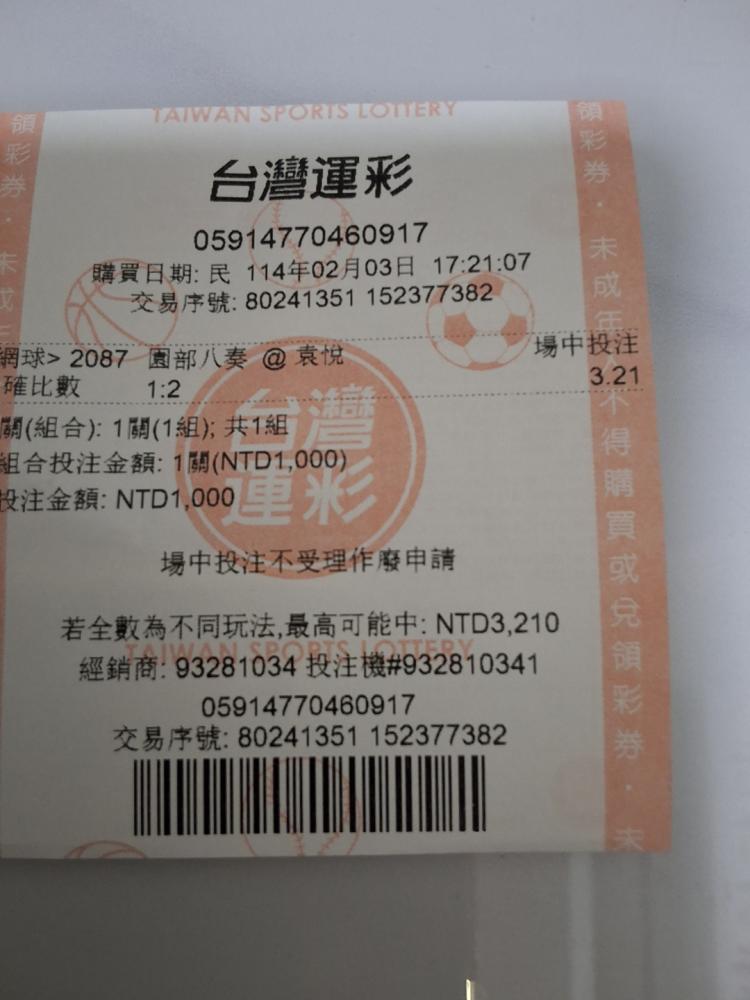 TAIWAN SPORTS LOTTERY
台灣運彩
05914770460917
購買日期: 民 114年02月03日 17:21:07
交易序號: 80241351 152377382
網球> 2087 園部八奏 @ 袁悅 場中投注
確比數 1:2 3.21
關(組合): 1關(1組); 共1組
組合投注金額: 1關(NTD1,000)
投注金額: NTD1,000
台灣
運彩
場中投注不受理作廢申請
若全數為不同玩法,最高可能中: NTD3,210
TAIWAN SPORTS LOTTERY
經銷商: 93281034 投注機#932810341
05914770460917
交易序號: 80241351 152377382
領彩券．未成年
領彩券．未成年不得購買或兌領彩券．未